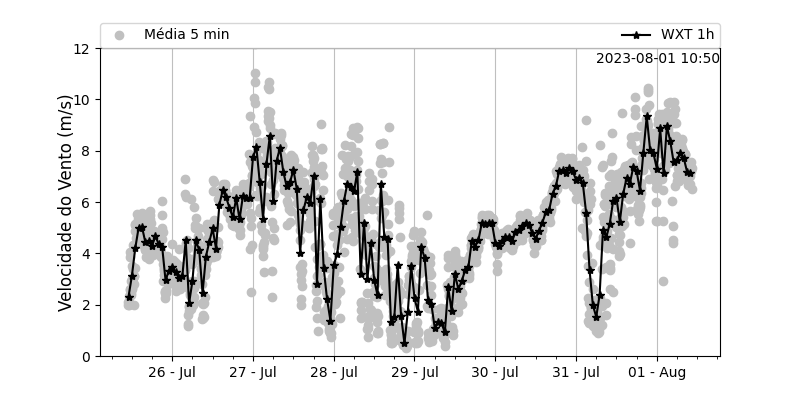 Média 5 min
WXT 1h
2023-08-01 10:50
Velocidade do Vento (m/s)
12
10
8
6
4
2
0
26 - Jul
27 - Jul
28 - Jul
29 - Jul
30 - Jul
31 - Jul
01 - Aug